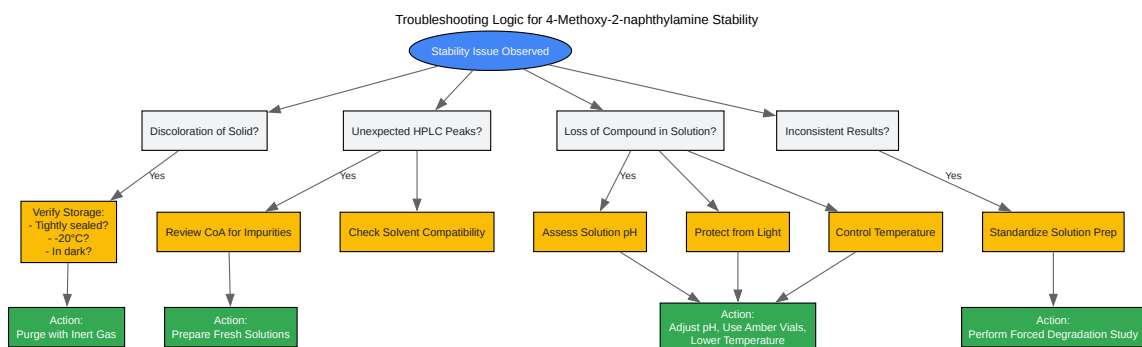 Troubleshooting Logic for 4-Methoxy-2-naphthylamine Stability
Stability Issue Observed
Discoloration of Solid?
Unexpected HPLC Peaks?
Loss of Compound in Solution?
Inconsistent Results?
Yes
Yes
Yes
Yes
Verify Storage:
- Tightly sealed?
- -20°C?
- In dark?
Review CoA for Impurities
Check Solvent Compatibility
Assess Solution pH
Protect from Light
Control Temperature
Standardize Solution Prep
Action:
Purge with Inert Gas
Action:
Prepare Fresh Solutions
Action:
Adjust pH, Use Amber Vials,
Lower Temperature
Action:
Perform Forced Degradation Study